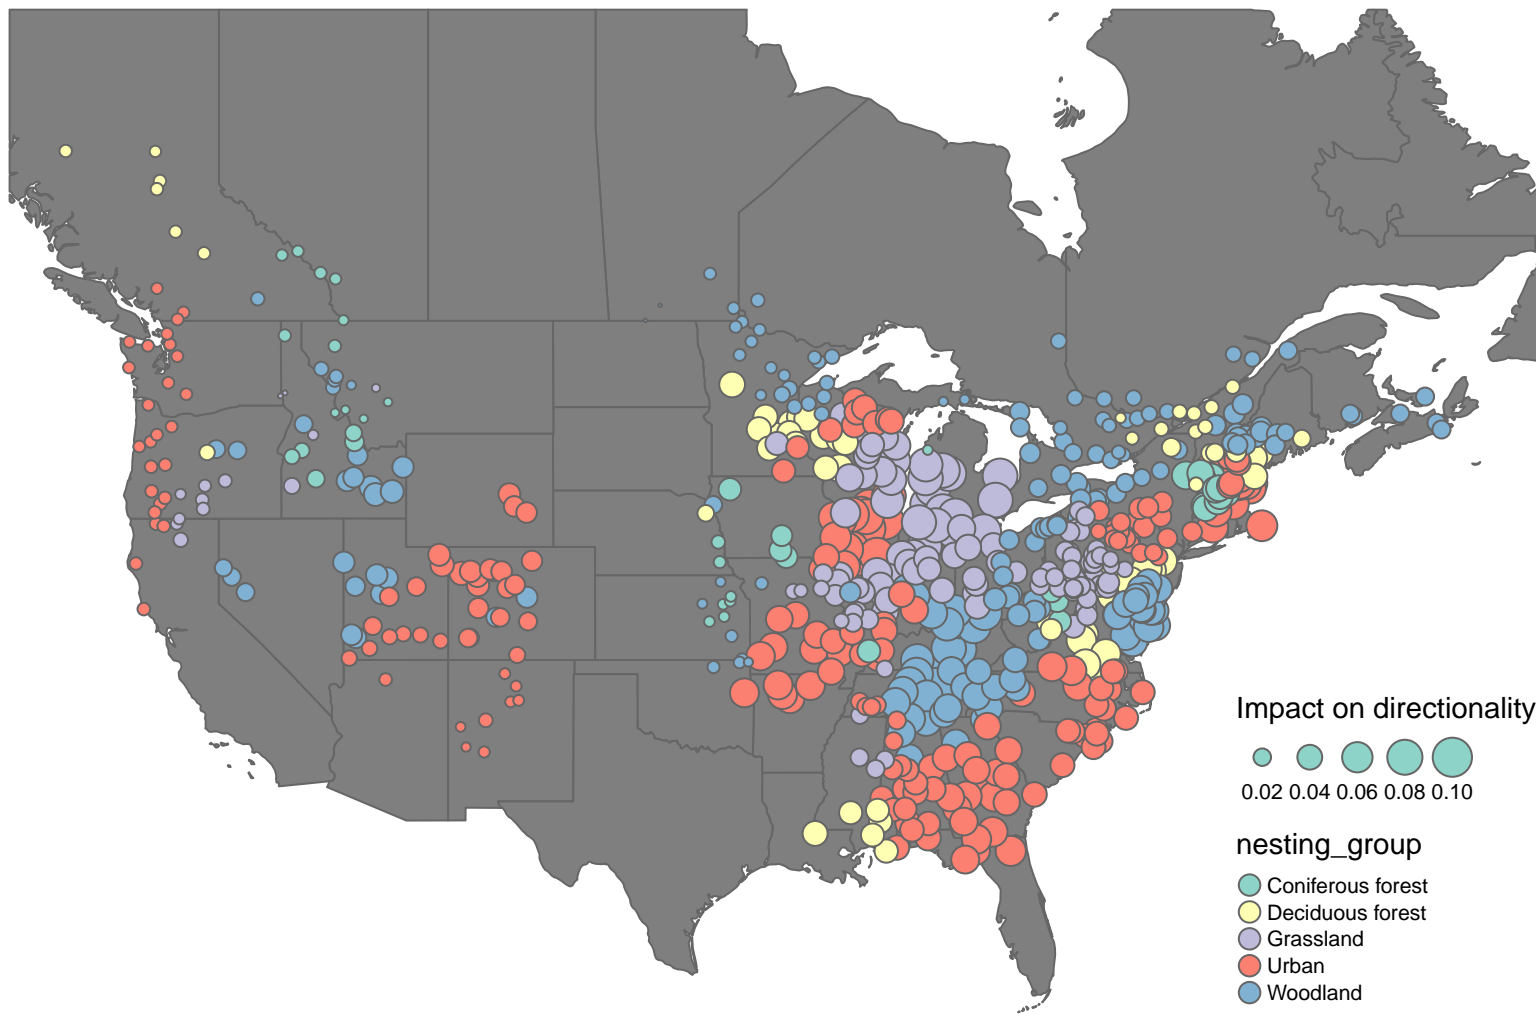 Impact on directionality
0.02 0.04 0.06 0.08 0.10
nesting_group
Coniferous forest
Deciduous forest
Grassland
Urban
Woodland